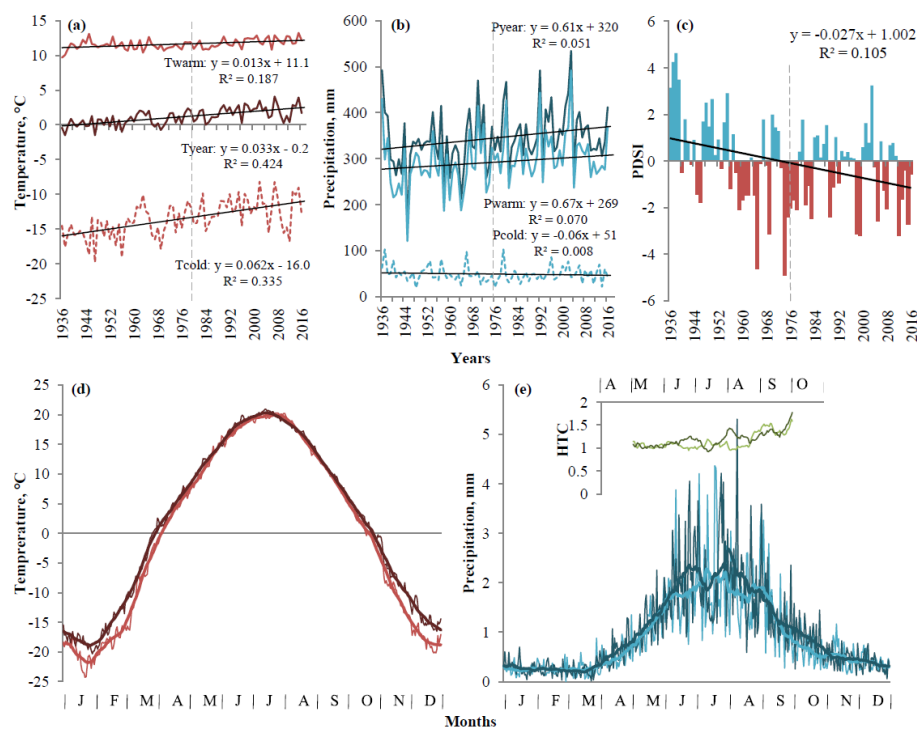 (a)
Temperature, °C
15
10
5
0
-5
-10
-15
-20
-25
Twarm: y = 0.013x + 11.1
R² = 0.187
Tyear: y = 0.033x - 0.2
R² = 0.424
Tcold: y = 0.062x - 16.0
R² = 0.335
1936
1944
1952
1960
1968
1976
1984
1992
2000
2008
2016
(b)
Precipitation, mm
600
500
400
300
200
100
0
Pyear: y = 0.61x + 320
R² = 0.051
Pwarm: y = 0.67x + 269
R² = 0.070
Pcold: y = -0.06x + 51
R² = 0.008
1936
1944
1952
1960
1968
1976
1984
1992
2000
2008
2016
(c)
PDSI
6
4
2
0
-2
-4
-6
y = -0.027x + 1.002
R² = 0.105
1936
1944
1952
1960
1968
1976
1984
1992
2000
2008
2016
Years
(d)
Temprerature, °C
25
20
15
10
5
0
-5
-10
-15
-20
-25
J F M A M J J A S O N D
(e)
Precipitation, mm
6
5
4
3
2
1
0
A M J J A S O
HTC
2
1.5
1
0.5
0
J F M A M J J A S O N D
Months